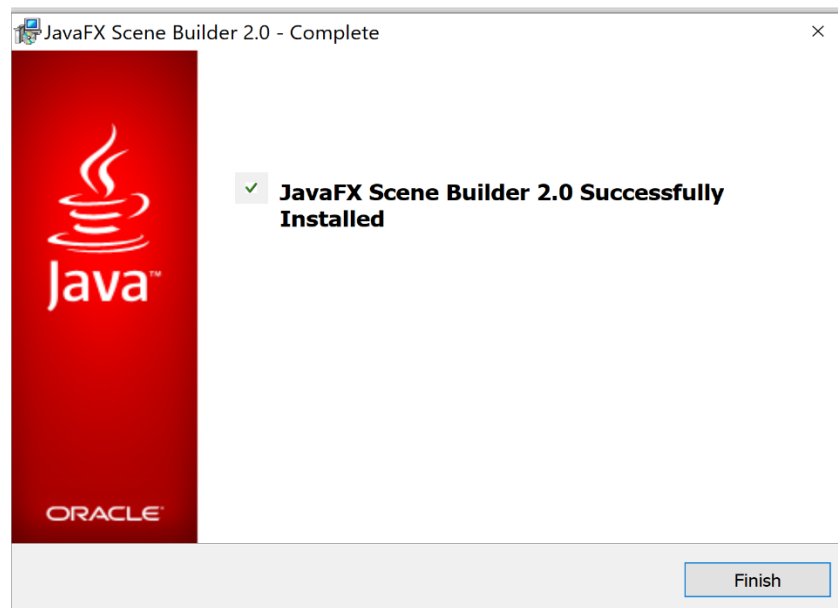 JavaFX Scene Builder 2.0 - Complete
JavaFX Scene Builder 2.0 Successfully
Installed
Java™
ORACLE®
Finish